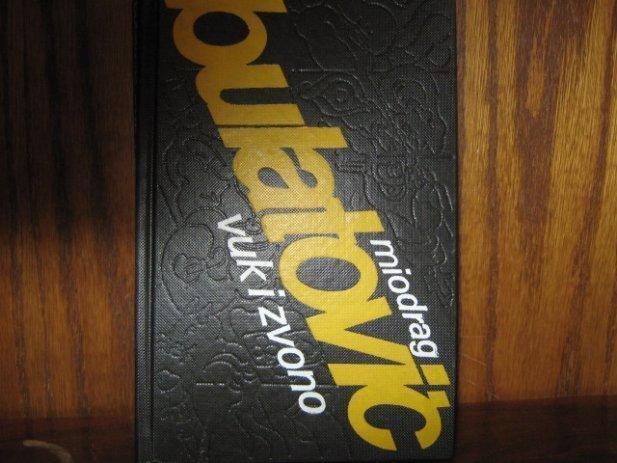 miodrag
bulatović
vuk i zvono